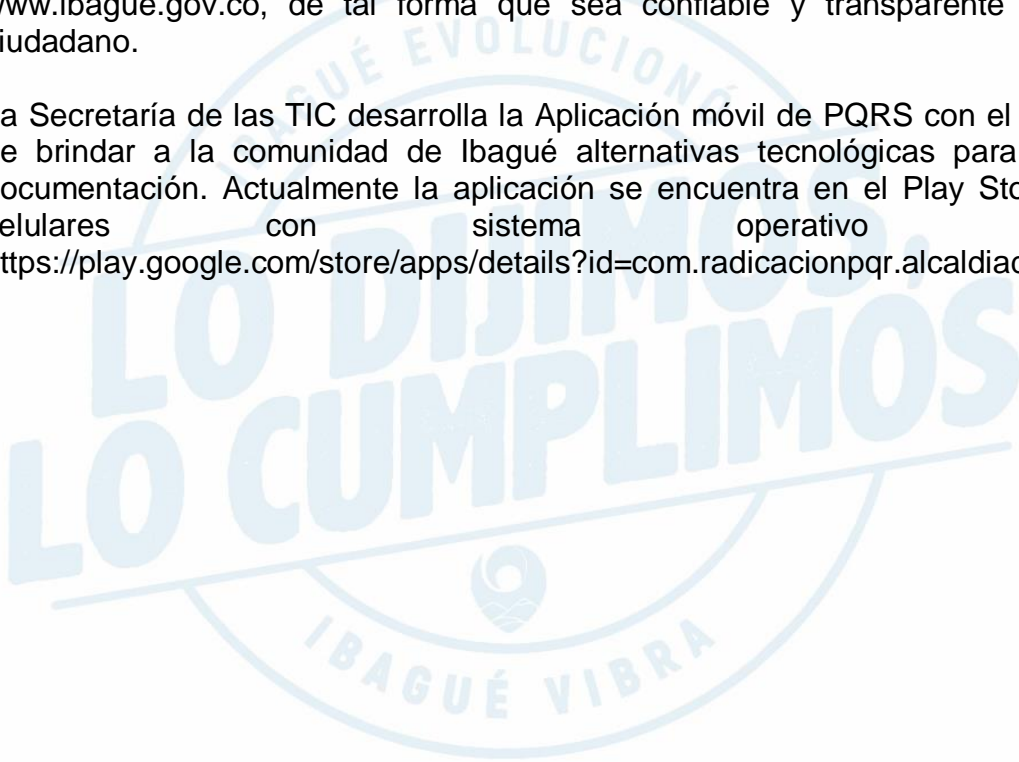 www.ibague.gov.co, de tal forma que sea confiable y transparente
iudadano.
a Secretaría de las TIC desarrolla la Aplicación móvil de PQRS con el
e brindar a la comunidad de Ibagué alternativas tecnológicas para
ocumentación. Actualmente la aplicación se encuentra en el Play Sto
elulares con sistema operativo
ttps://play.google.com/store/apps/details?id=com.radicacionpqr.alcaldiac
IBAGUÉ EVOLUCIONÓ
LO DIJIMOS,
LO CUMPLIMOS
IBAGUÉ VIBRA